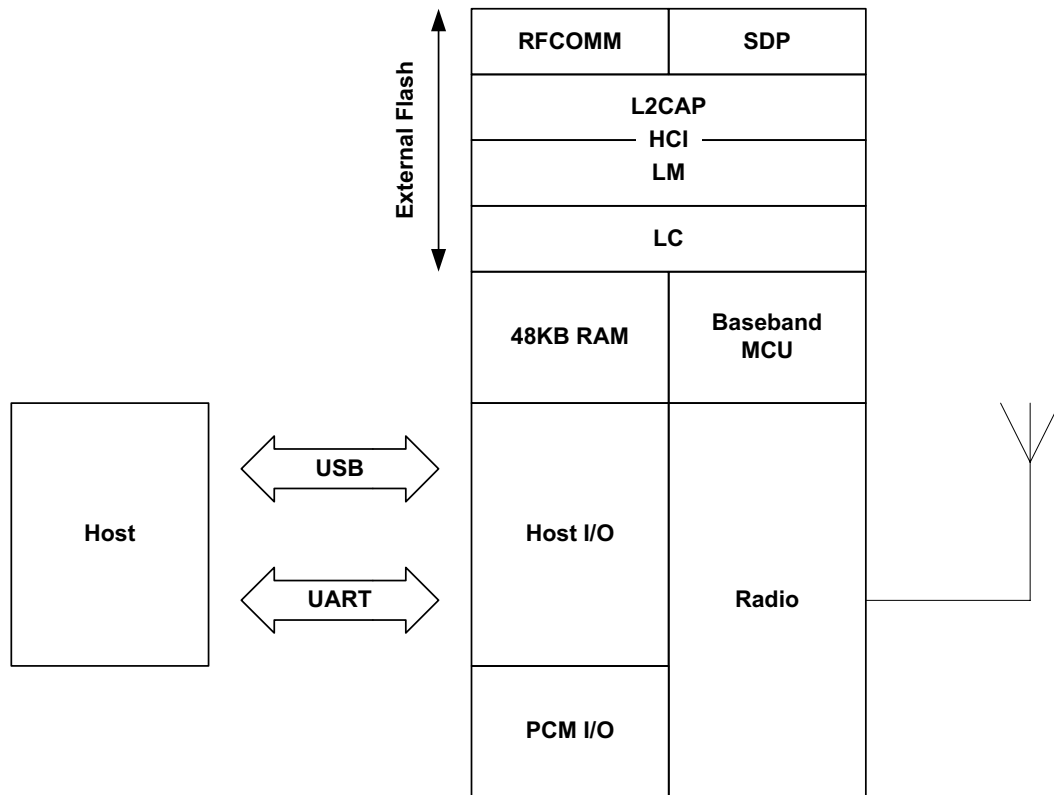 RFCOMM
SDP
External Flash
L2CAP
HCI
LM
LC
48KB RAM
Baseband
MCU
Host
USB
UART
Host I/O
Radio
PCM I/O